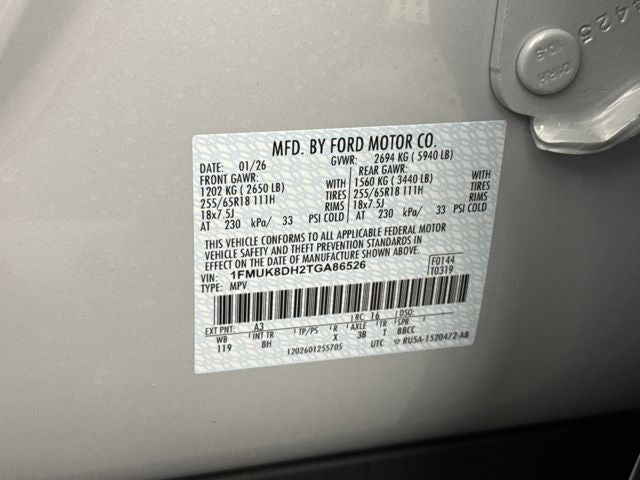 MFD. BY FORD MOTOR CO.
DATE: 01/26 GVWR: 2694 KG ( 5940 LB)
FRONT GAWR: REAR GAWR:
1202 KG ( 2650 LB) WITH 1560 KG ( 3440 LB) WITH
255/65R18 111H TIRES 255/65R18 111H TIRES
18x7.5J RIMS 18x7.5J RIMS
AT 230 kPa/ 33 PSI COLD AT 230 kPa/ 33 PSI COLD
THIS VEHICLE CONFORMS TO ALL APPLICABLE FEDERAL MOTOR
VEHICLE SAFETY AND THEFT PREVENTION STANDARDS IN
EFFECT ON THE DATE OF MANUFACTURE SHOWN ABOVE.
VIN: 1FMUK8DH2TGA86526 F0144
TYPE: MPV T0319
EXT PNT: A3 RC: 16 DSO:
WB INT TR TP/PS R AXLE TR SPR
119 8H X 3B T BBCC
1202601255705 UTC ▽ RU5A-1520472-AB
425